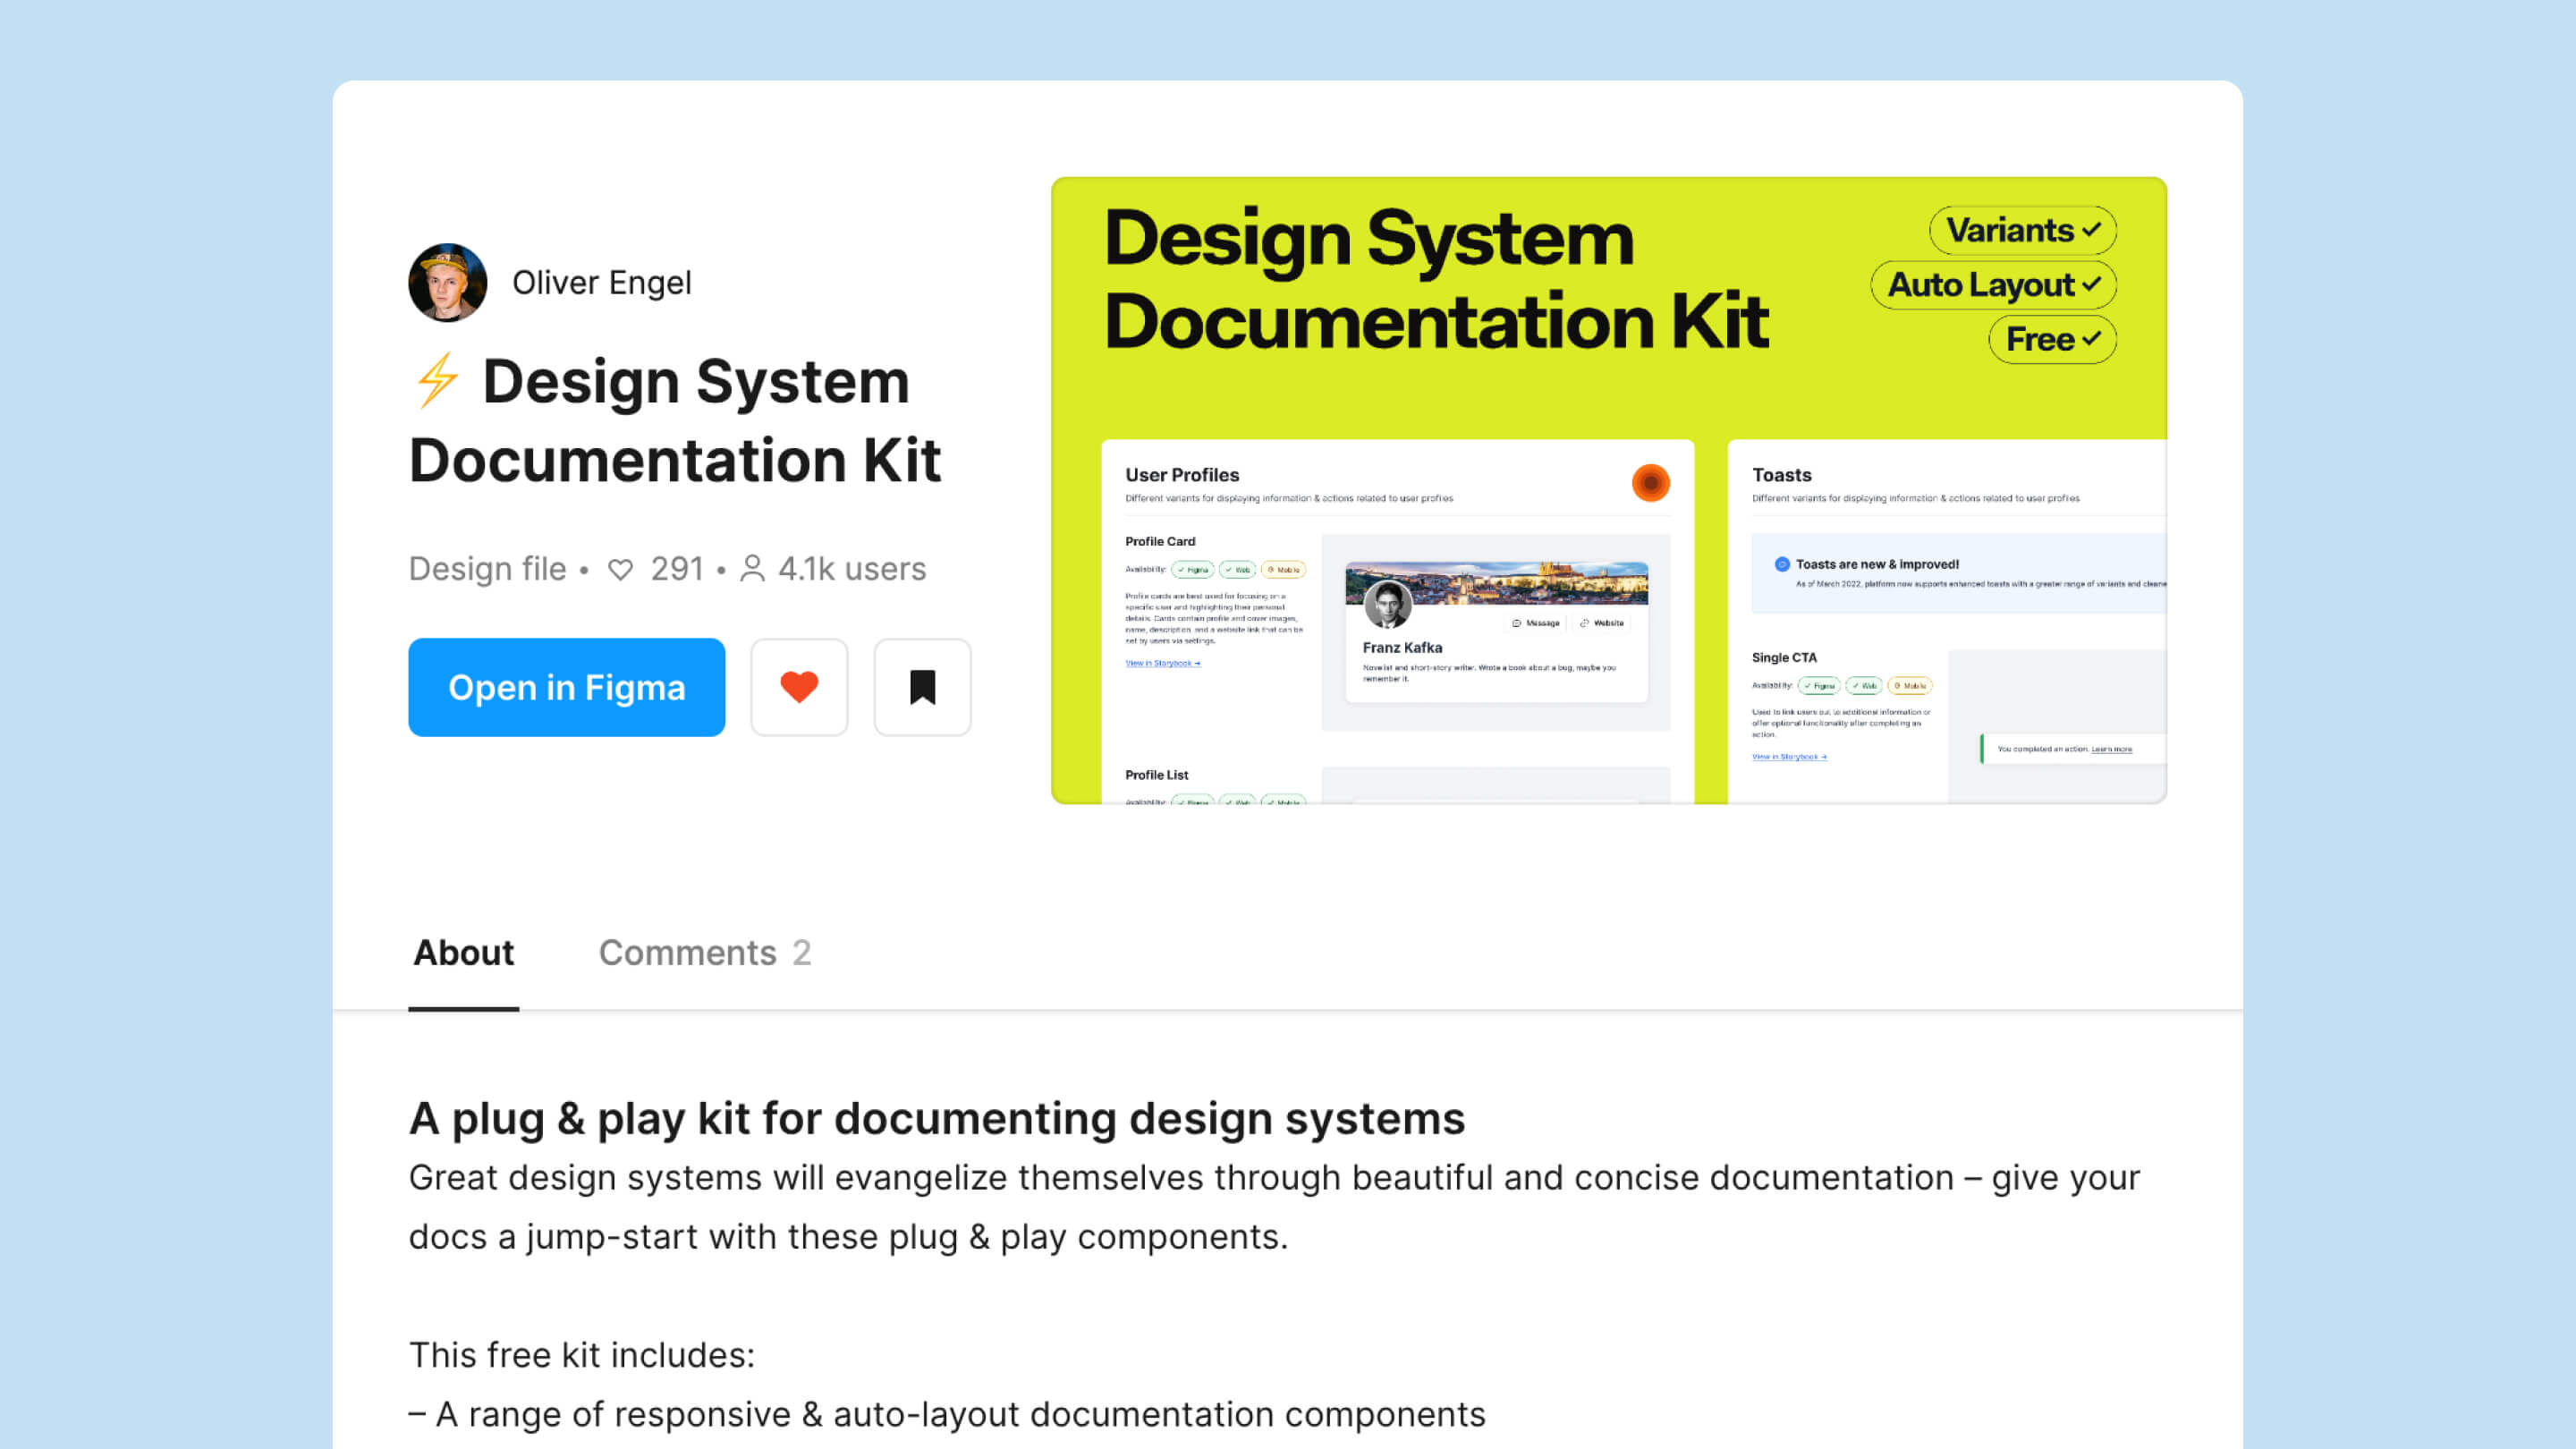 Oliver Engel
⚡ Design System
Documentation Kit
Design file • 291 • 4.1k users
Open in Figma
Design System
Documentation Kit
Variants ✓
Auto Layout ✓
Free ✓
User Profiles
Different variants for displaying information & actions related to user profiles
Profile Card
Availability: ✓ Figma ✓ Web Mobile
Profile cards are best used for focusing on a
specific user and highlighting their personal
details. Cards contain profile and cover images,
name, description, and a website link that can be
set by users via settings.
View in Storybook →
Message Website
Franz Kafka
Novelist and short-story writer. Wrote a book about a bug, maybe you
remember it.
Profile List
Availability: ✓ Figma ✓ Web ✓ Mobile
Toasts
Different variants for displaying information & actions related to user profiles
Toasts are new & improved!
As of March 2022, platform now supports enhanced toasts with a greater range of variants and cleane
Single CTA
Availability: ✓ Figma ✓ Web Mobile
Used to link users out to additional information or
offer optional functionality after completing an
action.
View in Storybook →
You completed an action. Learn more
About
Comments 2
A plug & play kit for documenting design systems
Great design systems will evangelize themselves through beautiful and concise documentation – give your
docs a jump-start with these plug & play components.
This free kit includes:
– A range of responsive & auto-layout documentation components